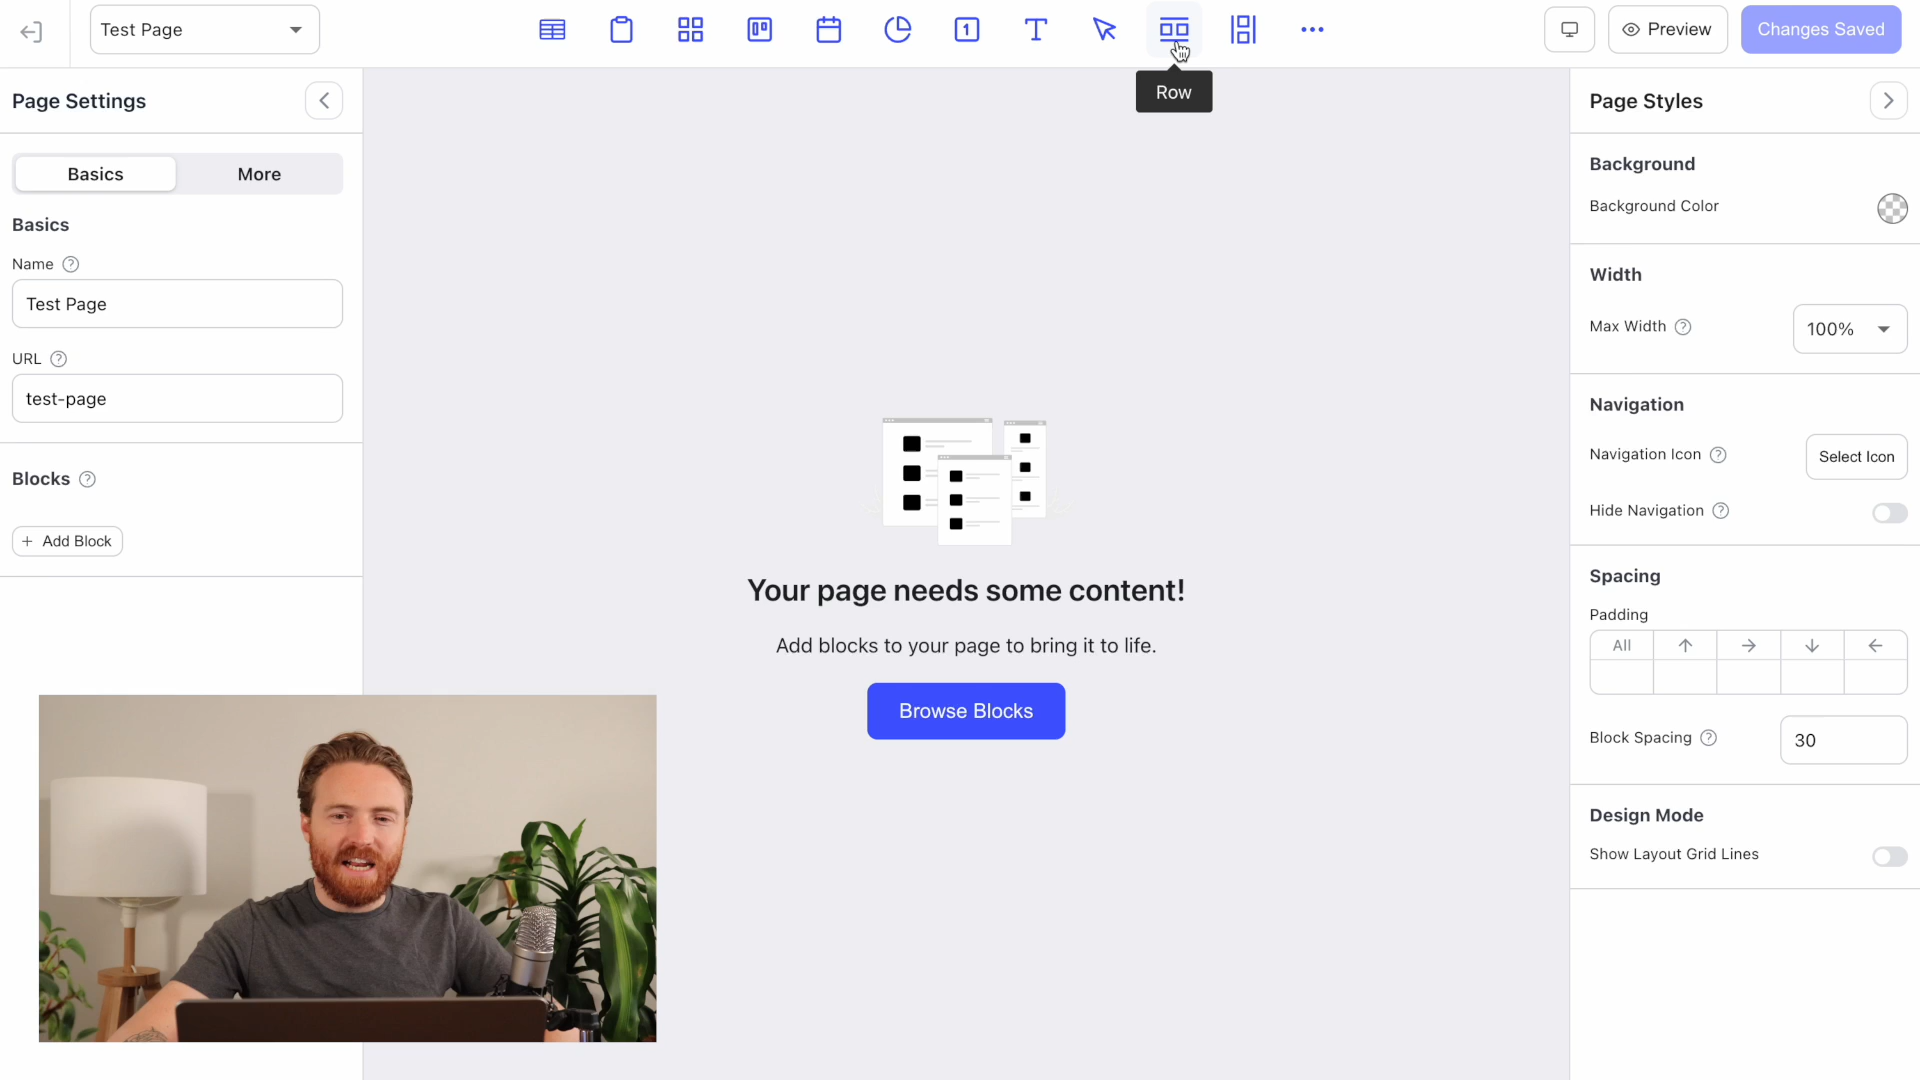 Test Page
1
T
Preview
Changes Saved
Row
Page Settings
Basics
More
Basics
Name ?
Test Page
URL ?
test-page
Blocks ?
+ Add Block
Your page needs some content!
Add blocks to your page to bring it to life.
Browse Blocks
Page Styles
Background
Background Color
Width
Max Width ?
100%
Navigation
Navigation Icon ?
Select Icon
Hide Navigation ?
Spacing
Padding
All ↑ → ↓ ←
Block Spacing ?
30
Design Mode
Show Layout Grid Lines